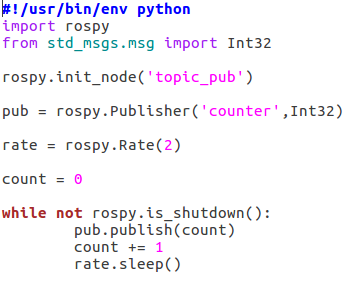 #!/usr/bin/env python
import rospy
from std_msgs.msg import Int32

rospy.init_node('topic_pub')

pub = rospy.Publisher('counter',Int32)

rate = rospy.Rate(2)

count = 0

while not rospy.is_shutdown():
        pub.publish(count)
        count += 1
        rate.sleep()